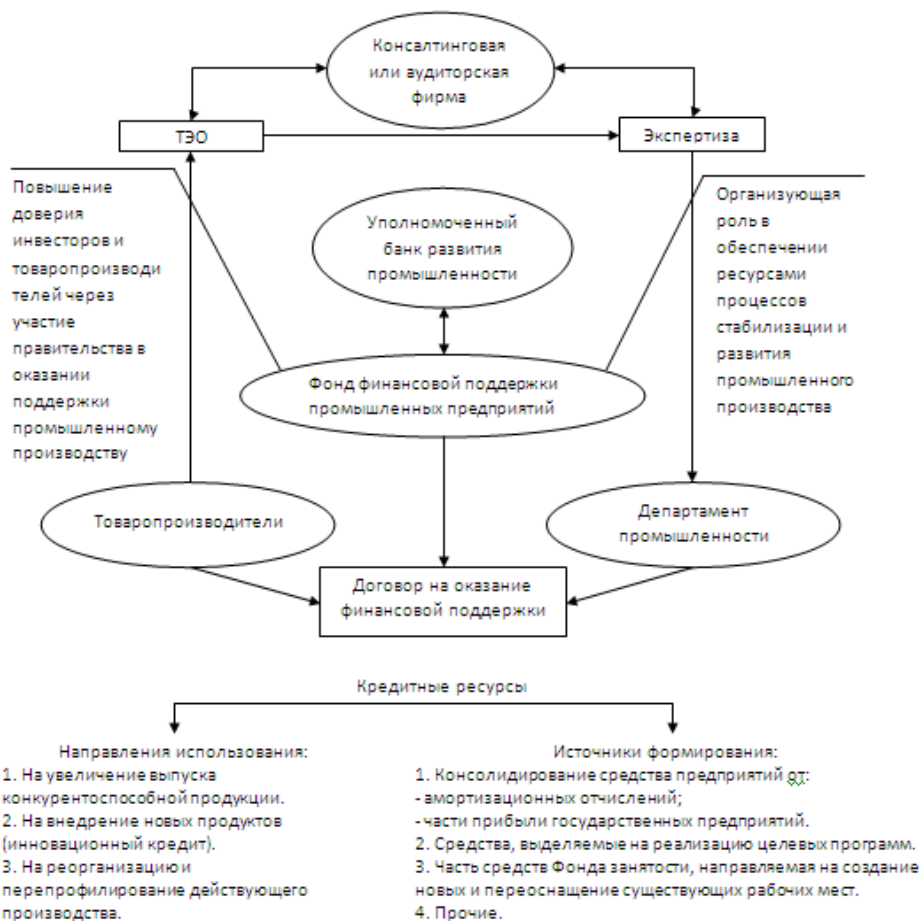 Консалтинговая
или аудиторская
фирма
ТЭО
Экспертиза
Повышение
доверия
инвесторов и
товаропроизводи
телей через
участие
правительства в
оказании
поддержки
промышленному
производству
Уполномоченный
банк развития
промышленности
Организующая
роль в
обеспечении
ресурсами
процессов
стабилизации и
развития
промышленного
производства
Фонд финансовой поддержки
промышленных предприятий
Товаропроизводители
Департамент
промышленности
Договор на оказание
финансовой поддержки
Кредитные ресурсы
Направления использования:
1. На увеличение выпуска
конкурентоспособной продукции.
2. На внедрение новых продуктов
(инновационный кредит).
3. На реорганизацию и
перепрофилирование действующего
производства.
Источники формирования:
1. Консолидирование средства предприятий от:
- амортизационных отчислений;
- части прибыли государственных предприятий.
2. Средства, выделяемые на реализацию целевых программ.
3. Часть средств Фонда занятости, направляемая на создание
новых и переоснащение существующих рабочих мест.
4. Прочие.